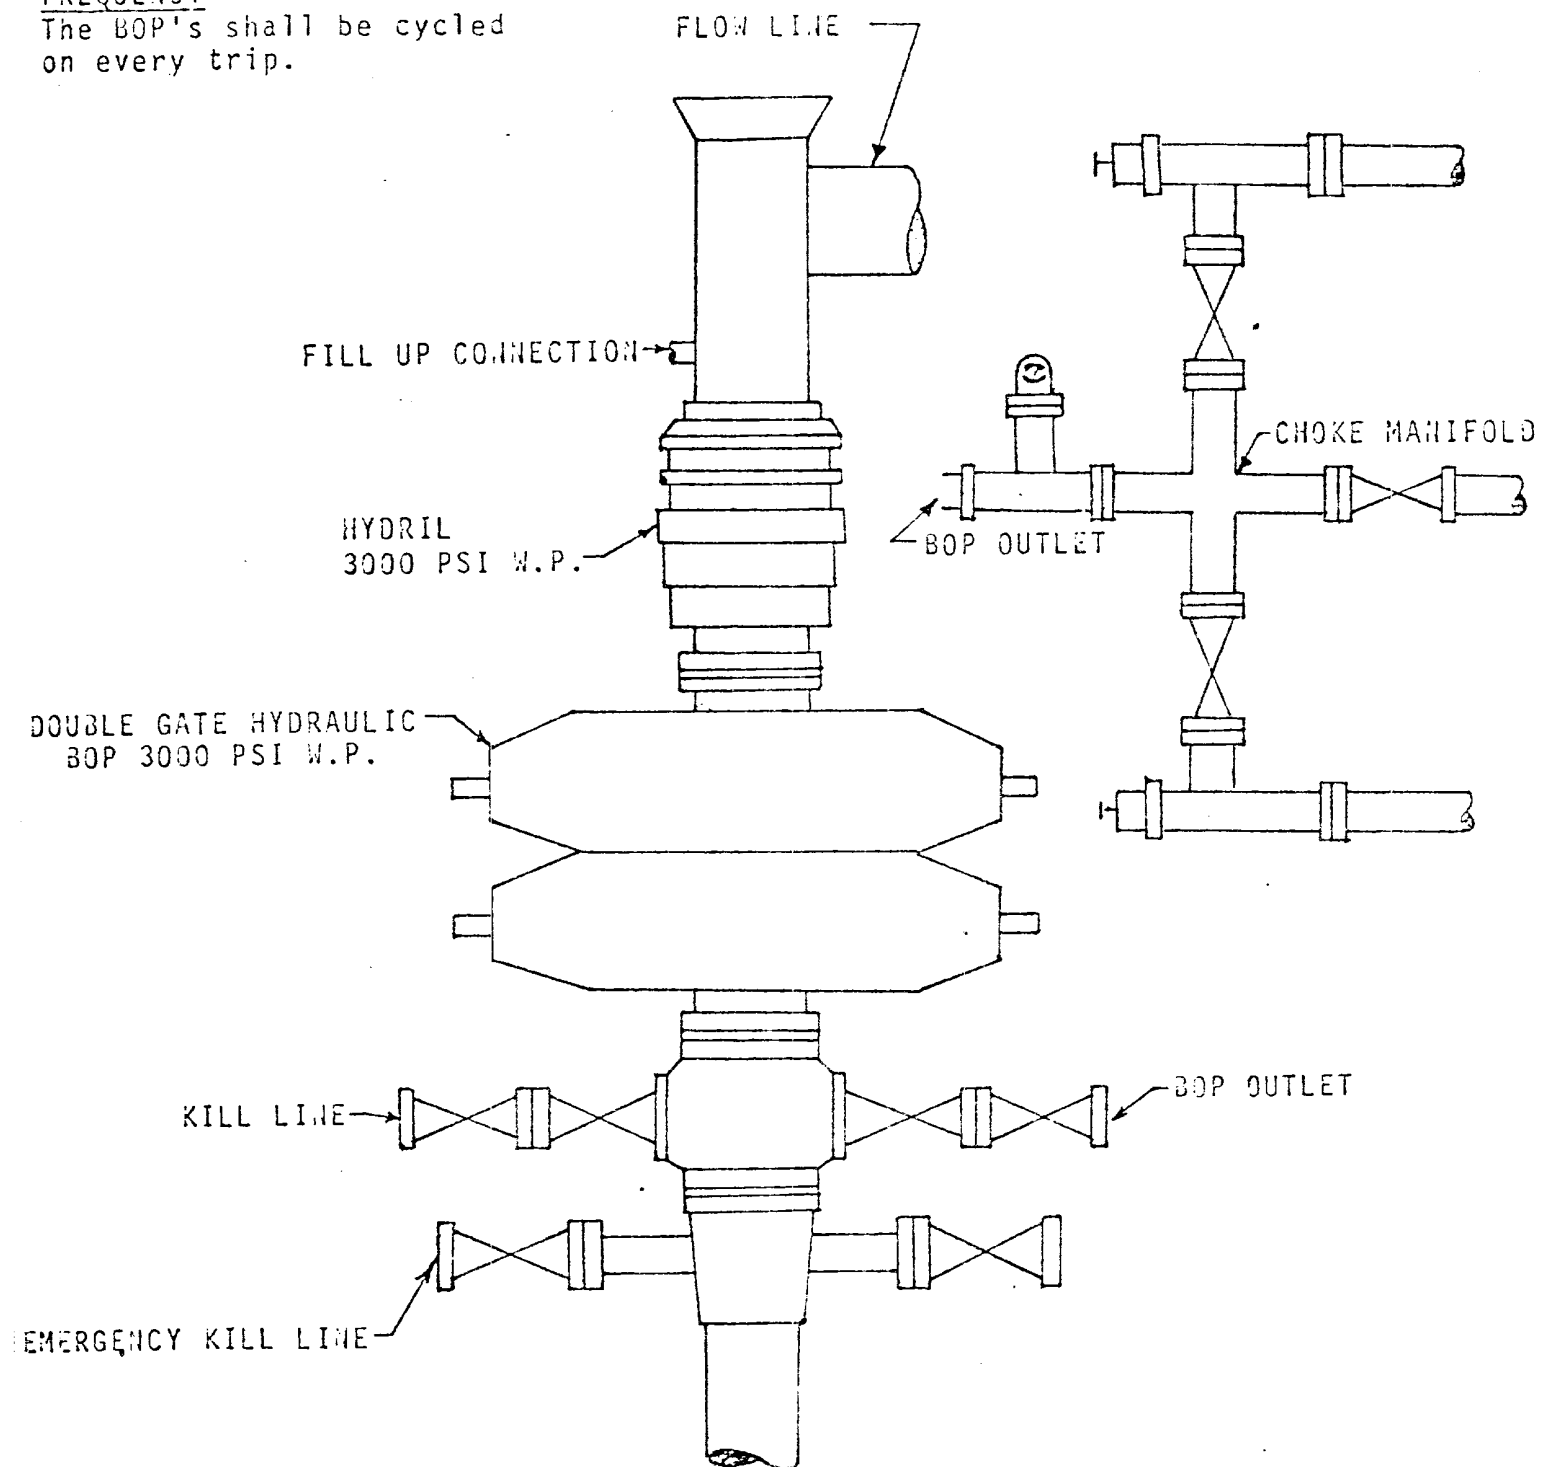 FREQUENCY
The BOP's shall be cycled
on every trip.
FLOW LINE
FILL UP CONNECTION
CHOKE MANIFOLD
HYDRIL
3000 PSI W.P.
BOP OUTLET
DOUBLE GATE HYDRAULIC
BOP 3000 PSI W.P.
KILL LINE
BOP OUTLET
EMERGENCY KILL LINE